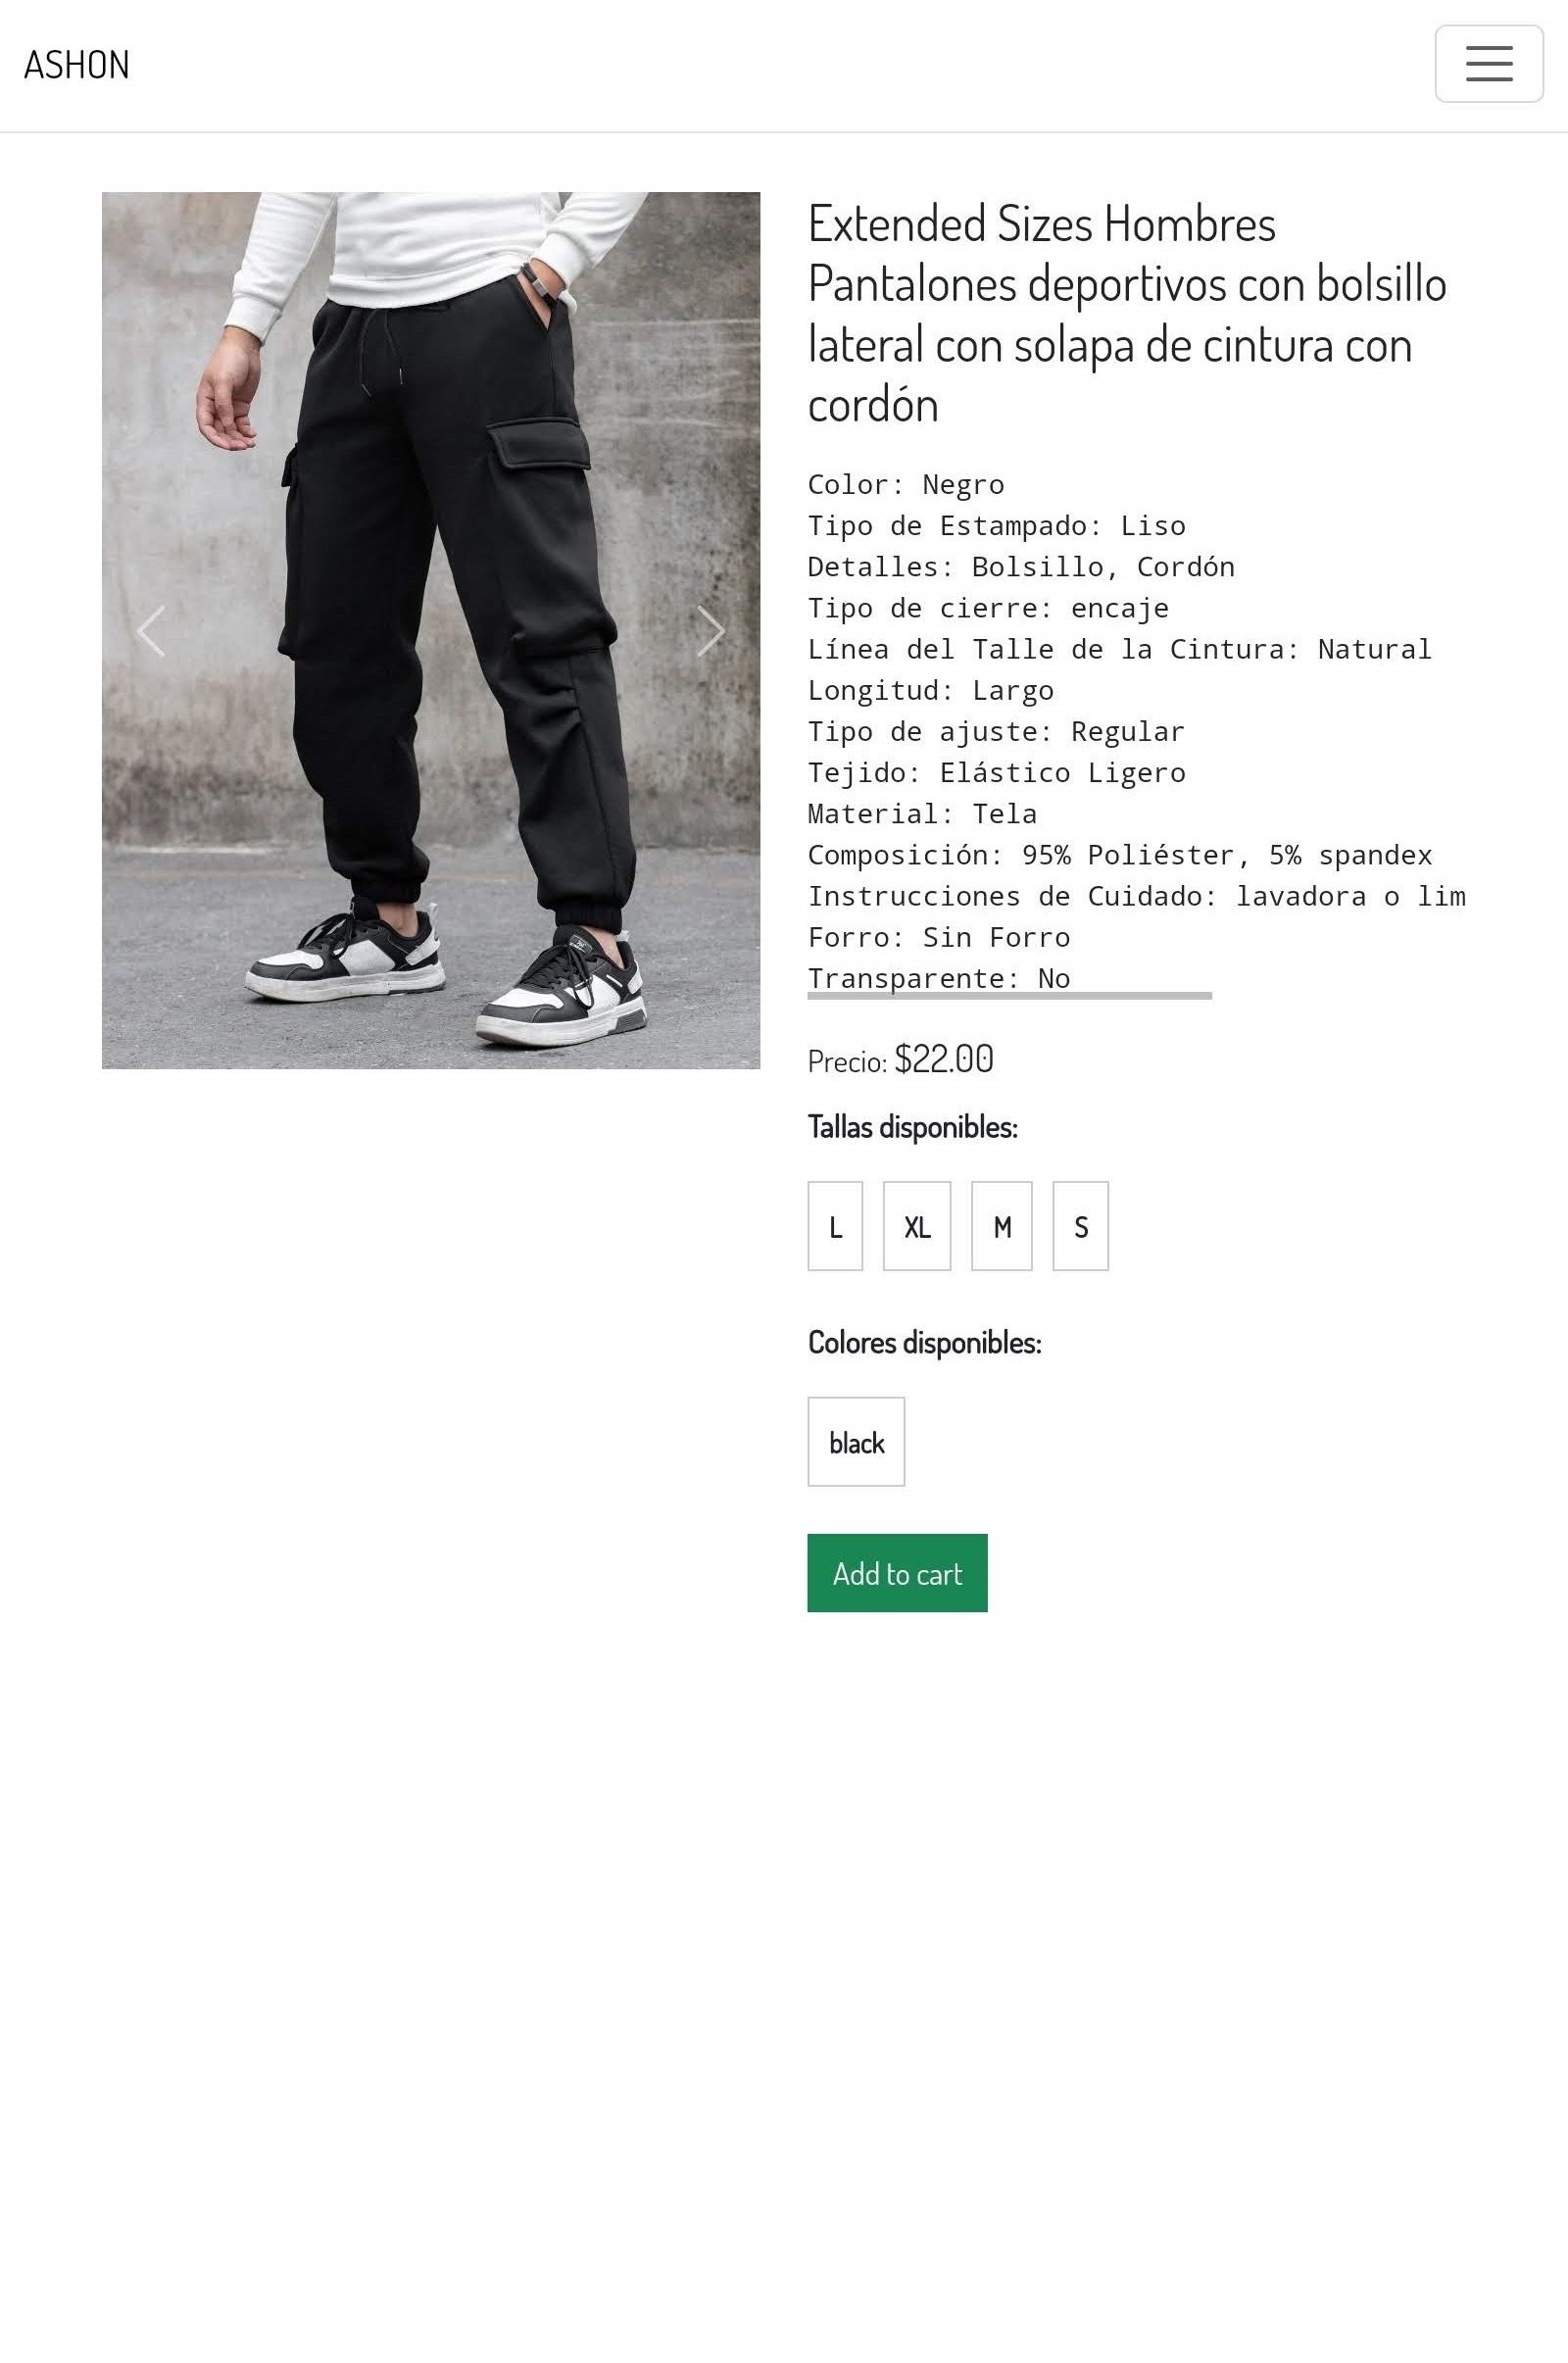 ASHON
Extended Sizes Hombres
Pantalones deportivos con bolsillo
lateral con solapa de cintura con
cordón
Color: Negro
Tipo de Estampado: Liso
Detalles: Bolsillo, Cordón
Tipo de cierre: encaje
Línea del Talle de la Cintura: Natural
Longitud: Largo
Tipo de ajuste: Regular
Tejido: Elástico Ligero
Material: Tela
Composición: 95% Poliéster, 5% spandex
Instrucciones de Cuidado: lavadora o lim
Forro: Sin Forro
Transparente: No
Precio: $22.00
Tallas disponibles:
L XL M S
Colores disponibles:
black
Add to cart